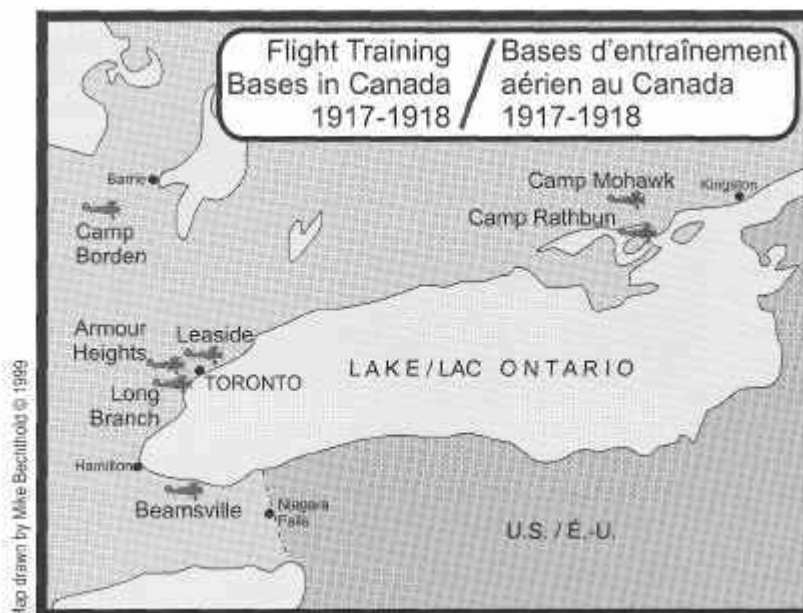 Flight Training
Bases in Canada
1917-1918
/
Bases d'entraînement
aérien au Canada
1917-1918
Barrie
Camp
Borden
Camp Mohawk
Kingston
Camp Rathbun
Armour
Heights
Leaside
TORONTO
Long
Branch
LAKE / LAC ONTARIO
Hamilton
Beamsville
Niagara
Falls
U.S. / É.-U.
Map drawn by Mike Bechthold © 1999